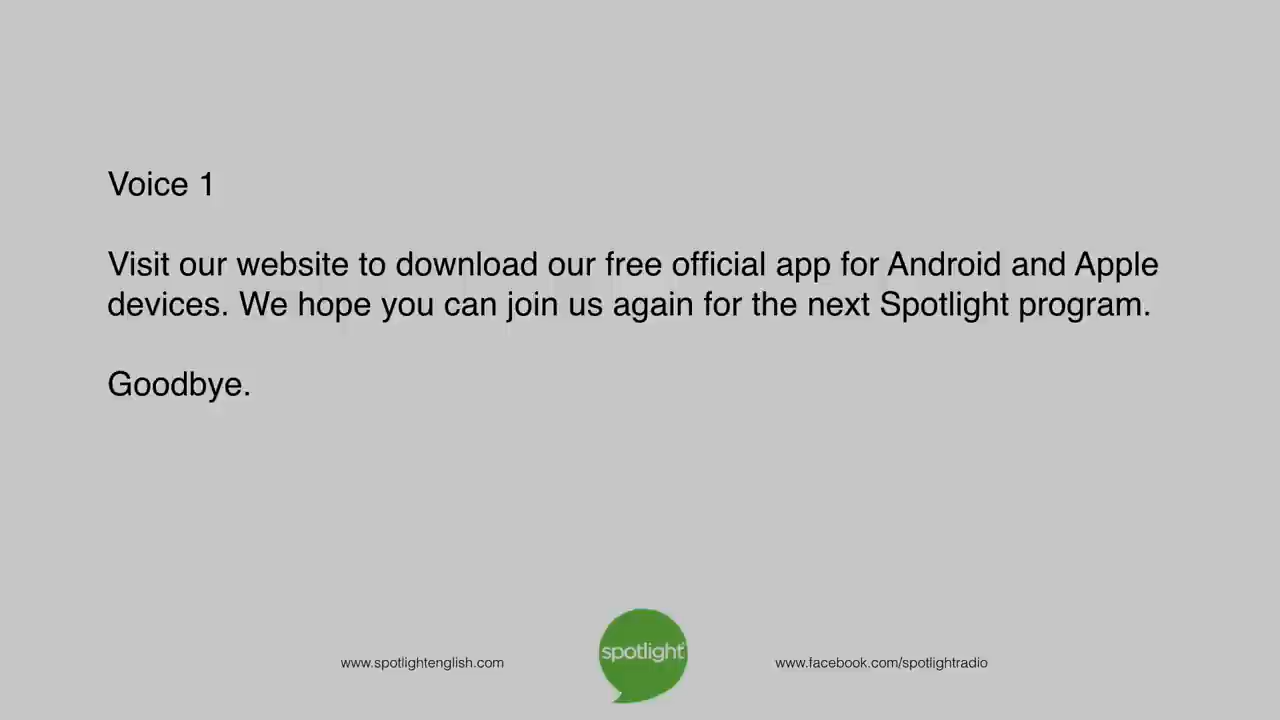 Voice 1
Visit our website to download our free official app for Android and Apple
devices. We hope you can join us again for the next Spotlight program.
Goodbye.
www.spotlightenglish.com
spotlight
www.facebook.com/spotlightradio